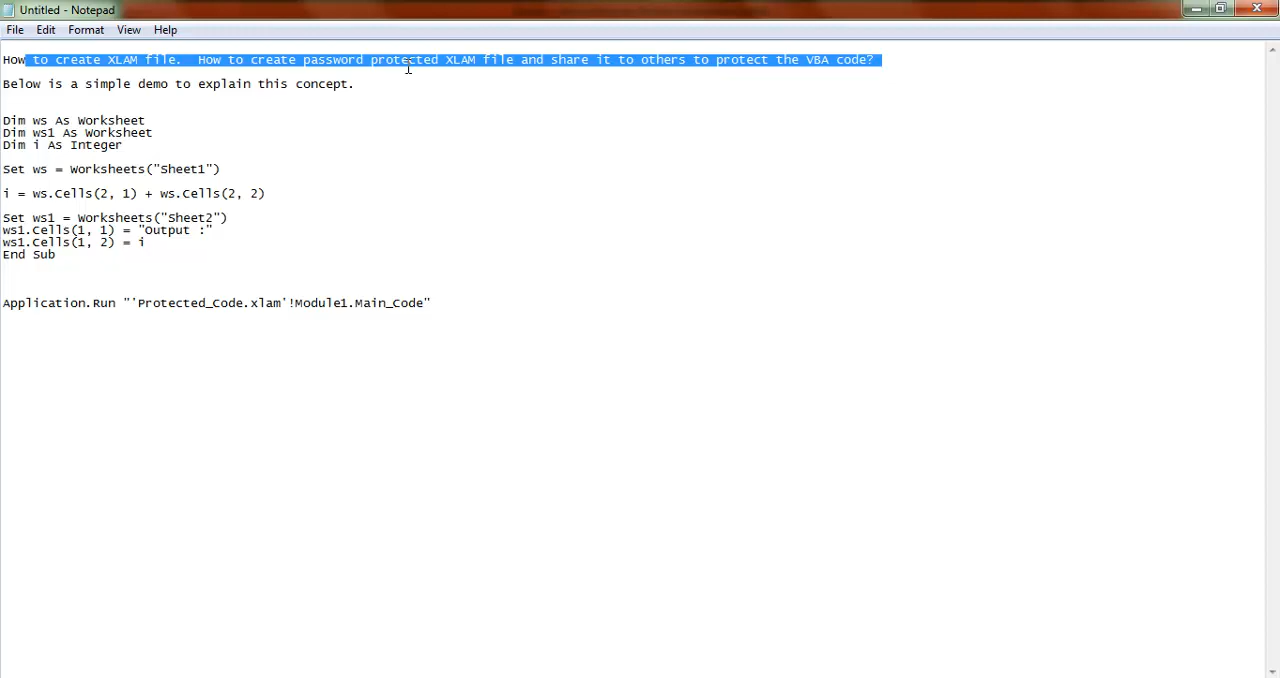 Untitled - Notepad
File Edit Format View Help
How to create XLAM file.  How to create password protected XLAM file and share it to others to protect the VBA code?
Below is a simple demo to explain this concept.
Dim ws As Worksheet
Dim ws1 As Worksheet
Dim i As Integer
Set ws = Worksheets("Sheet1")
i = ws.Cells(2, 1) + ws.Cells(2, 2)
Set ws1 = Worksheets("Sheet2")
ws1.Cells(1, 1) = "Output :"
ws1.Cells(1, 2) = i
End Sub
Application.Run "'Protected_Code.xlam'!Module1.Main_Code"